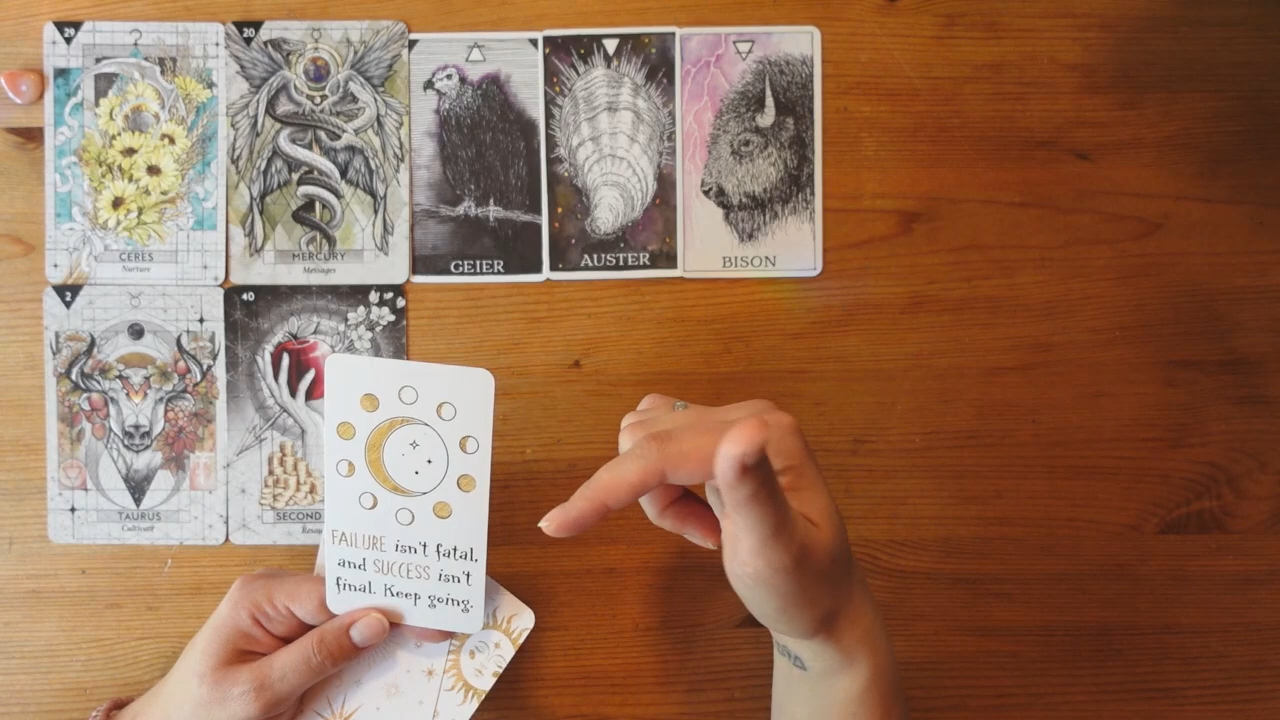 29
CERES
Nurture
20
MERCURY
Messages
GEIER
AUSTER
BISON
2
TAURUS
Cultivate
40
SECOND
FAILURE isn't fatal,
and SUCCESS isn't
final. Keep going.